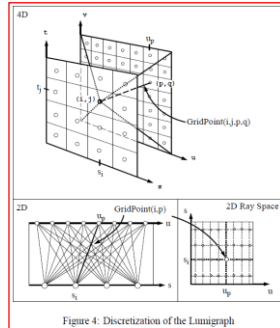 4D
v
t
u_p
t_j
(i, j)
(p,q)
GridPoint(i,j,p,q)
s_i
u
s
2D
GridPoint(i,p)
u_p
u
s_i
s
2D Ray Space
s
s_i
u_p
u
Figure 4: Discretization of the Lumigraph